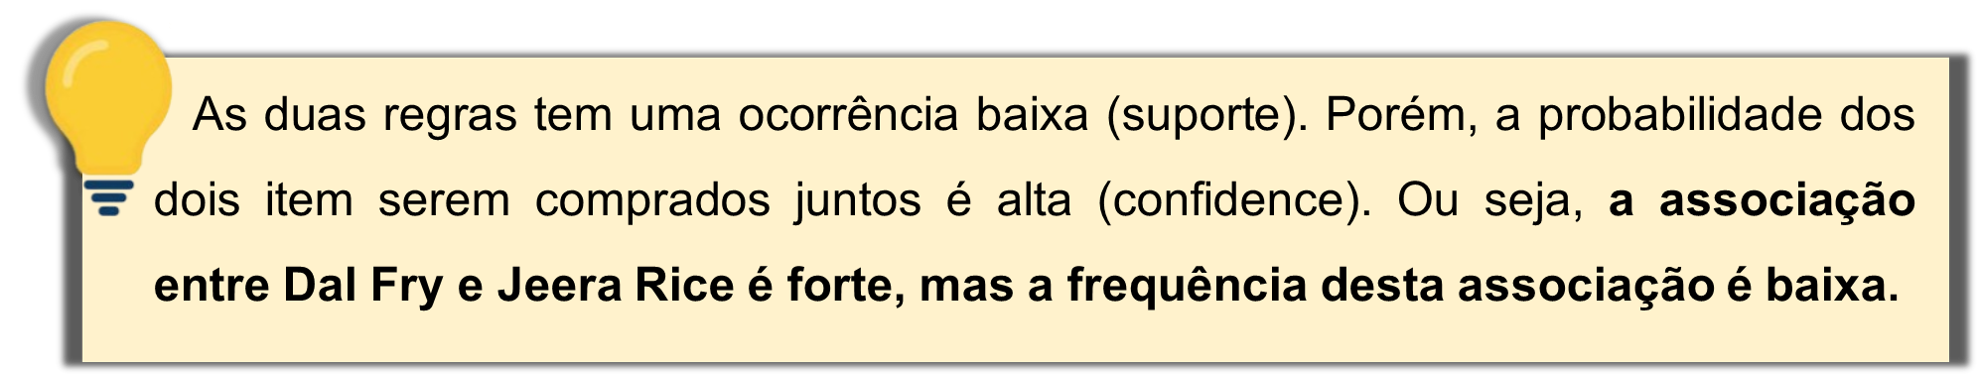 As duas regras tem uma ocorrência baixa (suporte). Porém, a probabilidade dos
dois item serem comprados juntos é alta (confidence). Ou seja, a associação
entre Dal Fry e Jeera Rice é forte, mas a frequência desta associação é baixa.